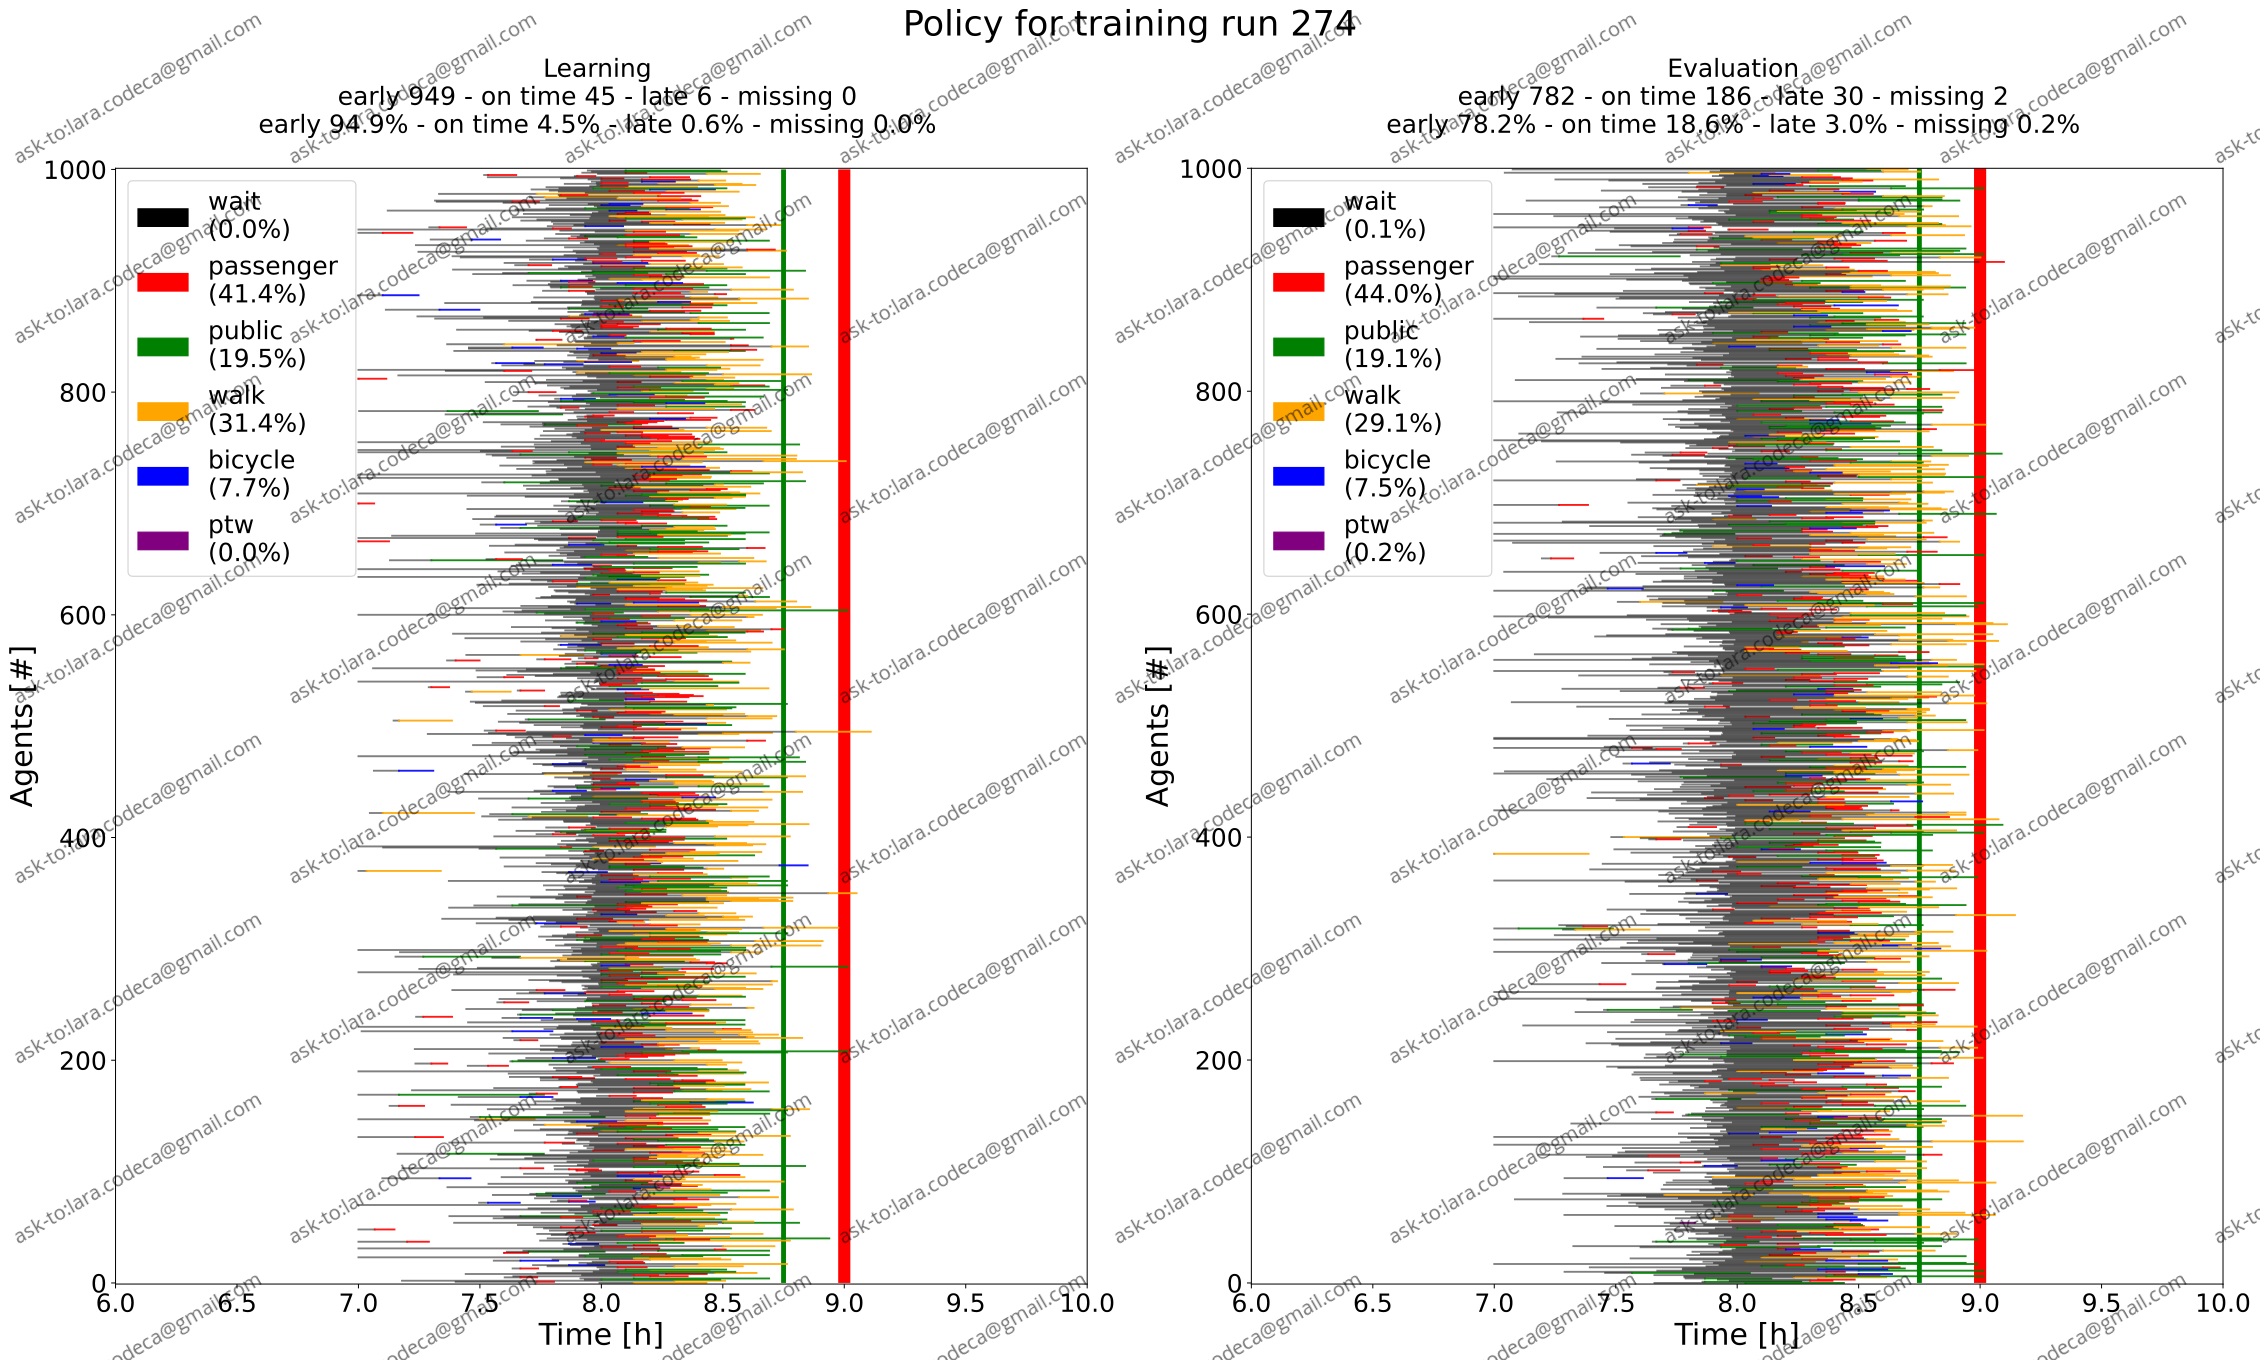 Policy for training run 274
Learning
early 949 - on time 45 - late 6 - missing 0
early 94.9% - on time 4.5% - late 0.6% - missing 0.0%
Evaluation
early 782 - on time 186 - late 30 - missing 2
early 78.2% - on time 18.6% - late 3.0% - missing 0.2%
Agents [#]
1000
800
600
400
200
0
wait
(0.0%)
passenger
(41.4%)
public
(19.5%)
walk
(31.4%)
bicycle
(7.7%)
ptw
(0.0%)
6.0 6.5 7.0 7.5 8.0 8.5 9.0 9.5 10.0
Time [h]
Agents [#]
1000
800
600
400
200
0
wait
(0.1%)
passenger
(44.0%)
public
(19.1%)
walk
(29.1%)
bicycle
(7.5%)
ptw
(0.2%)
6.0 6.5 7.0 7.5 8.0 8.5 9.0 9.5 10.0
Time [h]
ask-to:lara.codeca@gmail.com